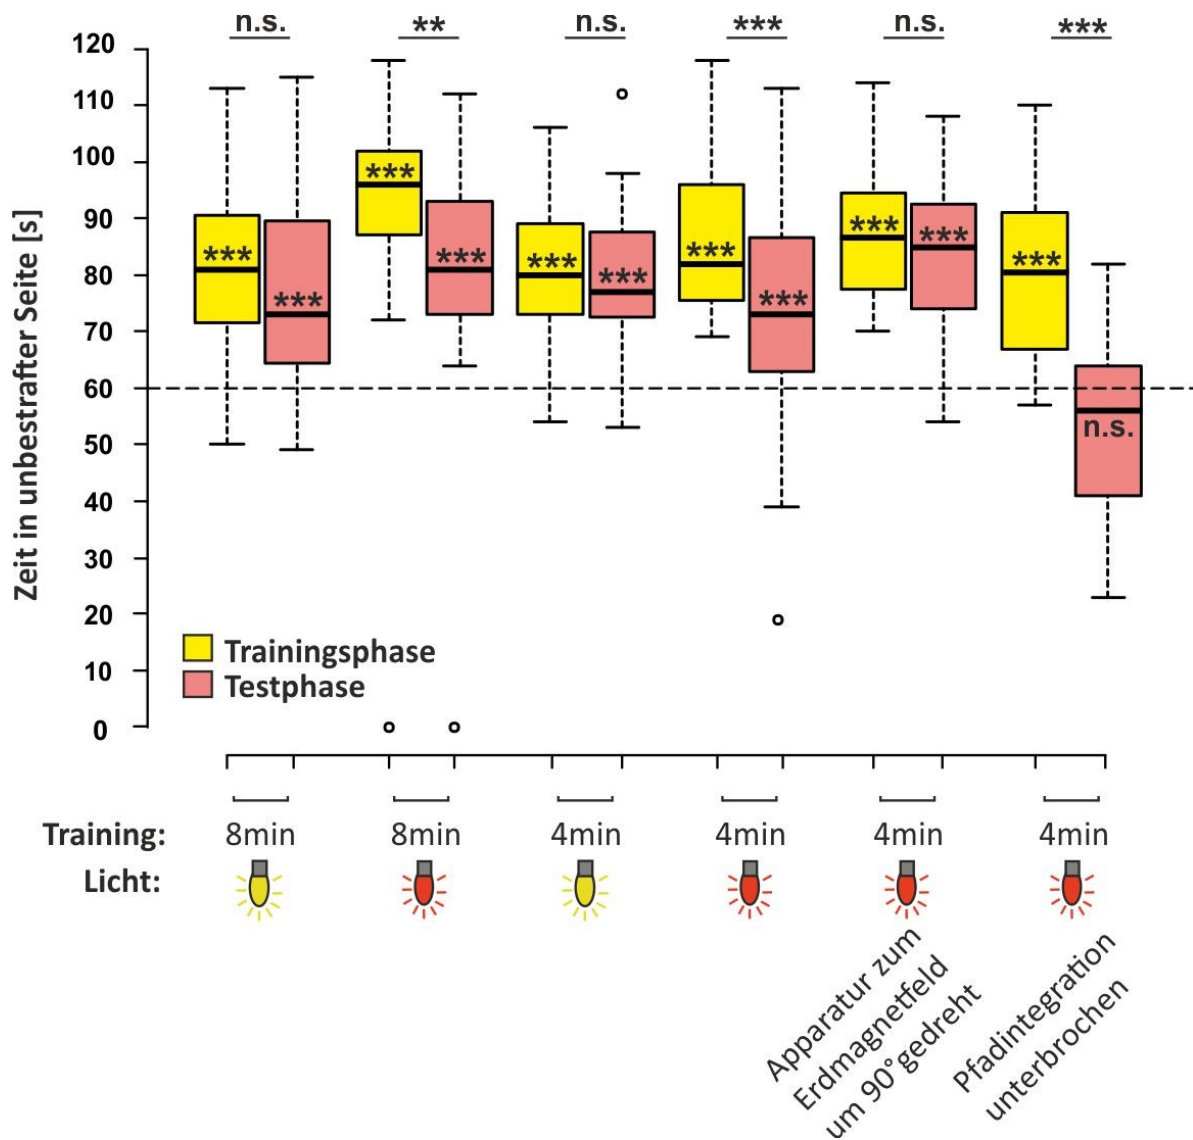 n.s. ** n.s. *** n.s. ***
120
110
100
90
80
70
60
50
40
30
20
10
0
Zeit in unbestrafter Seite [s]
*** *** *** *** *** *** *** *** *** *** *** n.s.
Trainingsphase
Testphase
Training: 8min 8min 4min 4min 4min 4min
Licht:
Apparatur zum
Erdmagnetfeld
um 90°gedreht
Pfadintegration
unterbrochen